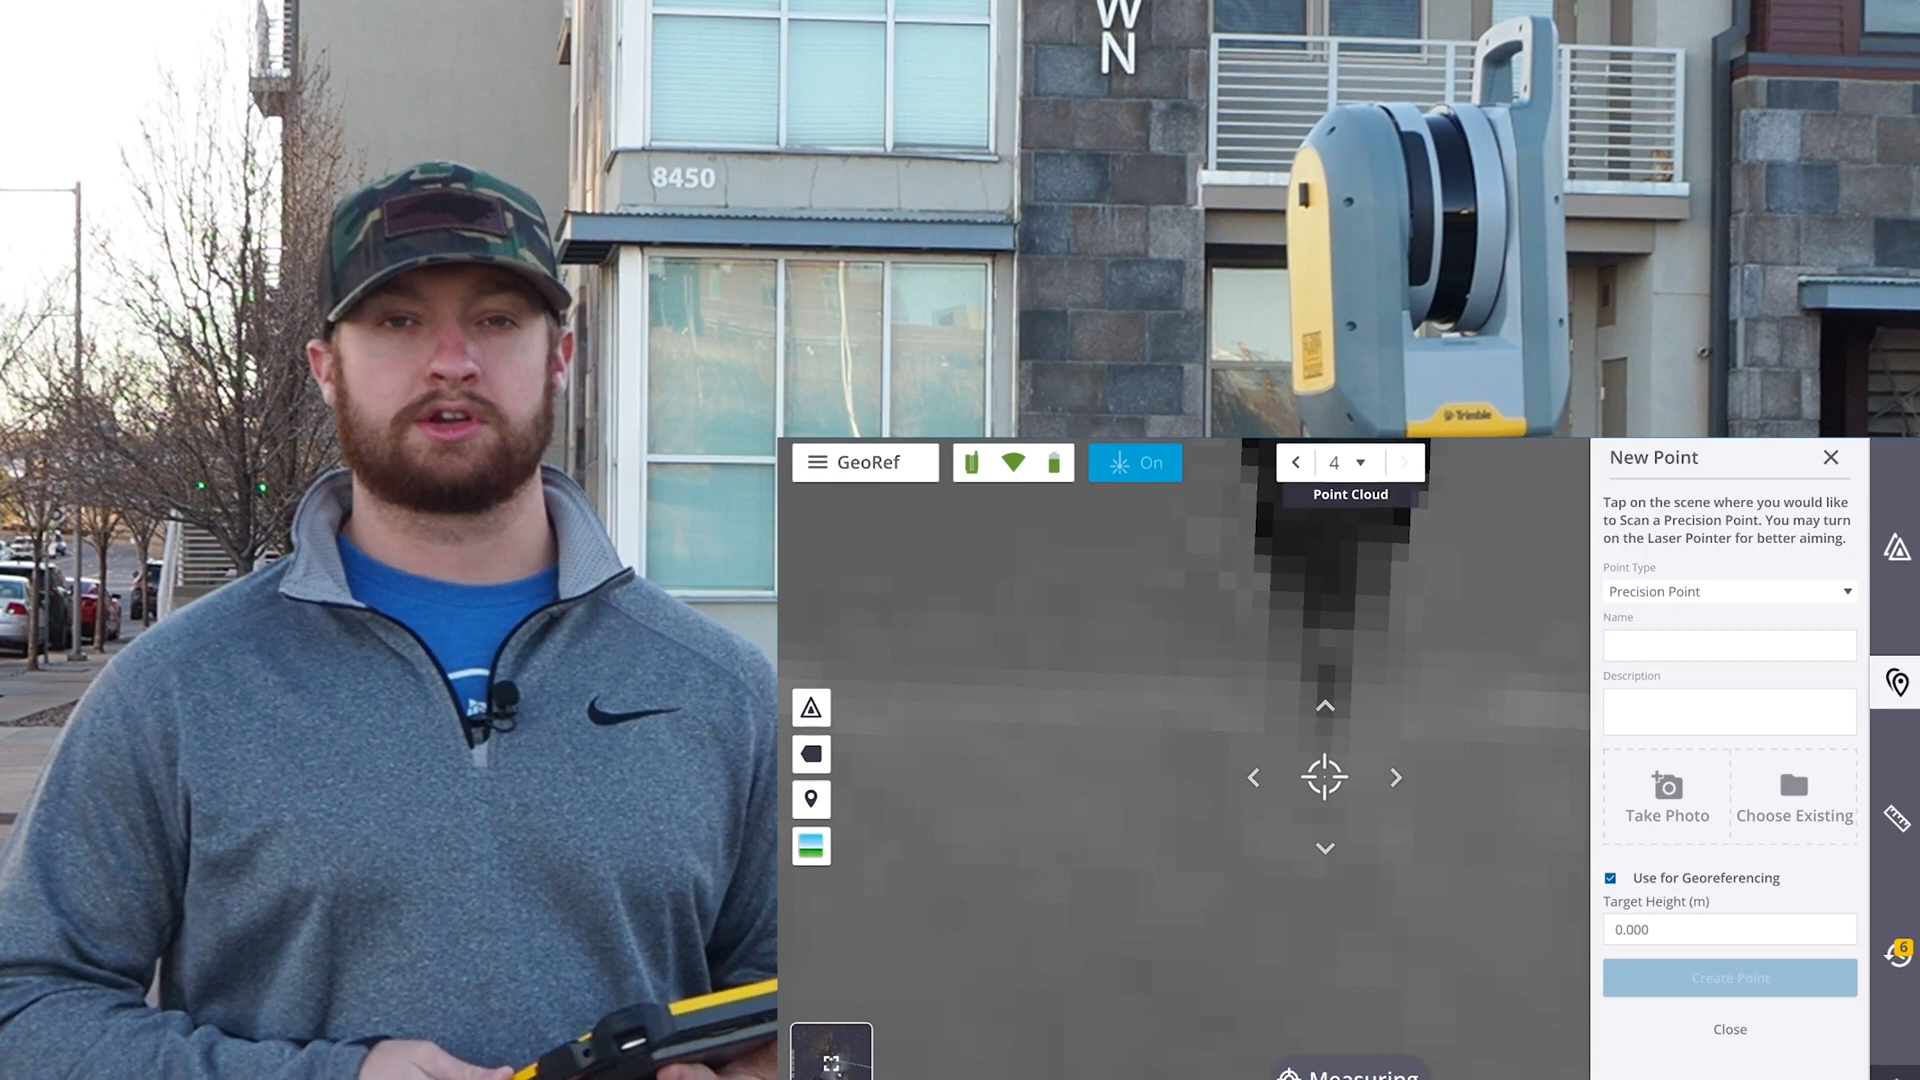 W
N
8450
Trimble
GeoRef
On
4
Point Cloud
New Point
Tap on the scene where you would like
to Scan a Precision Point. You may turn
on the Laser Pointer for better aiming.
Point Type
Precision Point
Name
Description
Take Photo
Choose Existing
Use for Georeferencing
Target Height (m)
0.000
6
Create Point
Close
Measuring